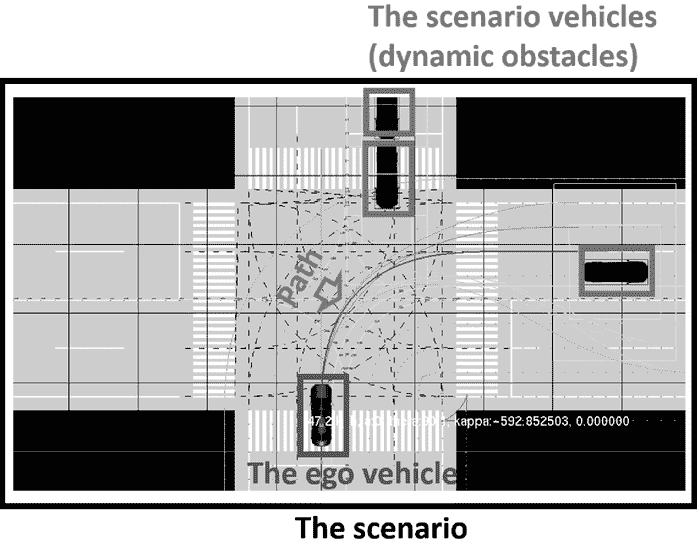 The scenario vehicles
(dynamic obstacles)
Path
kappa:-592.852503, 0.000000
The ego vehicle
The scenario